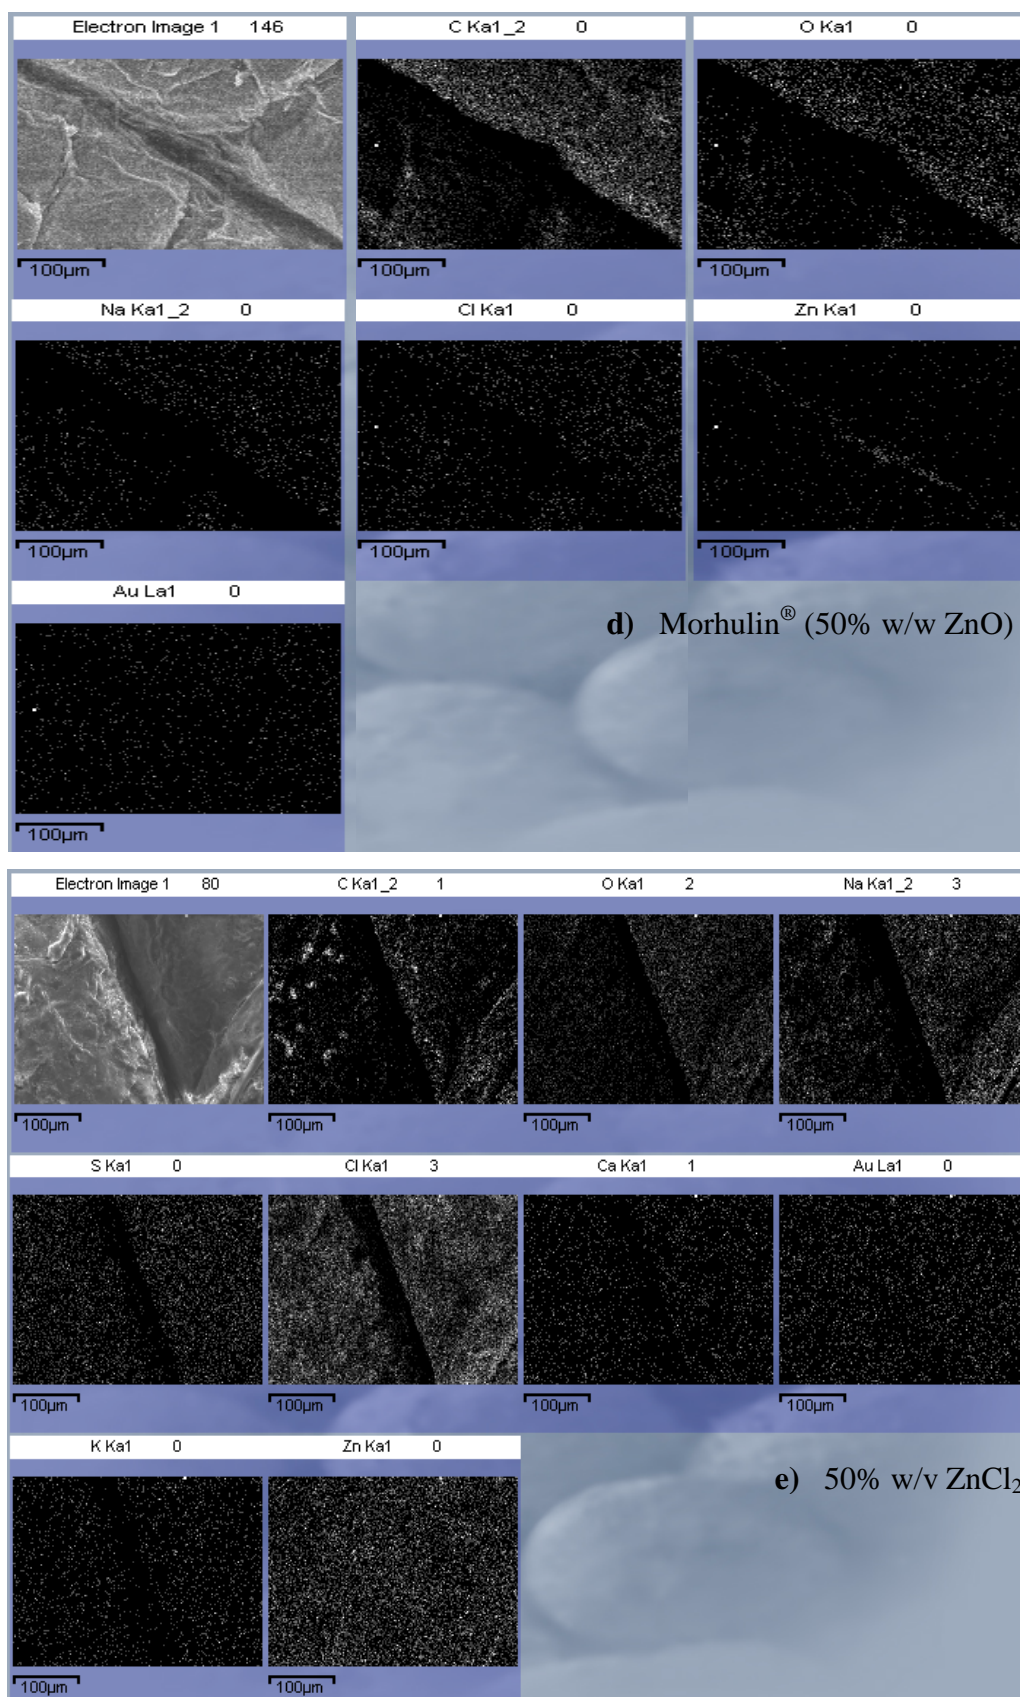 Electron Image 1 146
C Ka1_2 0
O Ka1 0
100µm
100µm
100µm
Na Ka1_2 0
Cl Ka1 0
Zn Ka1 0
100µm
100µm
100µm
Au La1 0
d) Morhulin® (50% w/w ZnO)
100µm
Electron Image 1 80
C Ka1_2 1
O Ka1 2
Na Ka1_2 3
100µm
100µm
100µm
100µm
S Ka1 0
Cl Ka1 3
Ca Ka1 1
Au La1 0
100µm
100µm
100µm
100µm
K Ka1 0
Zn Ka1 0
e) 50% w/v ZnCl₂
100µm
100µm